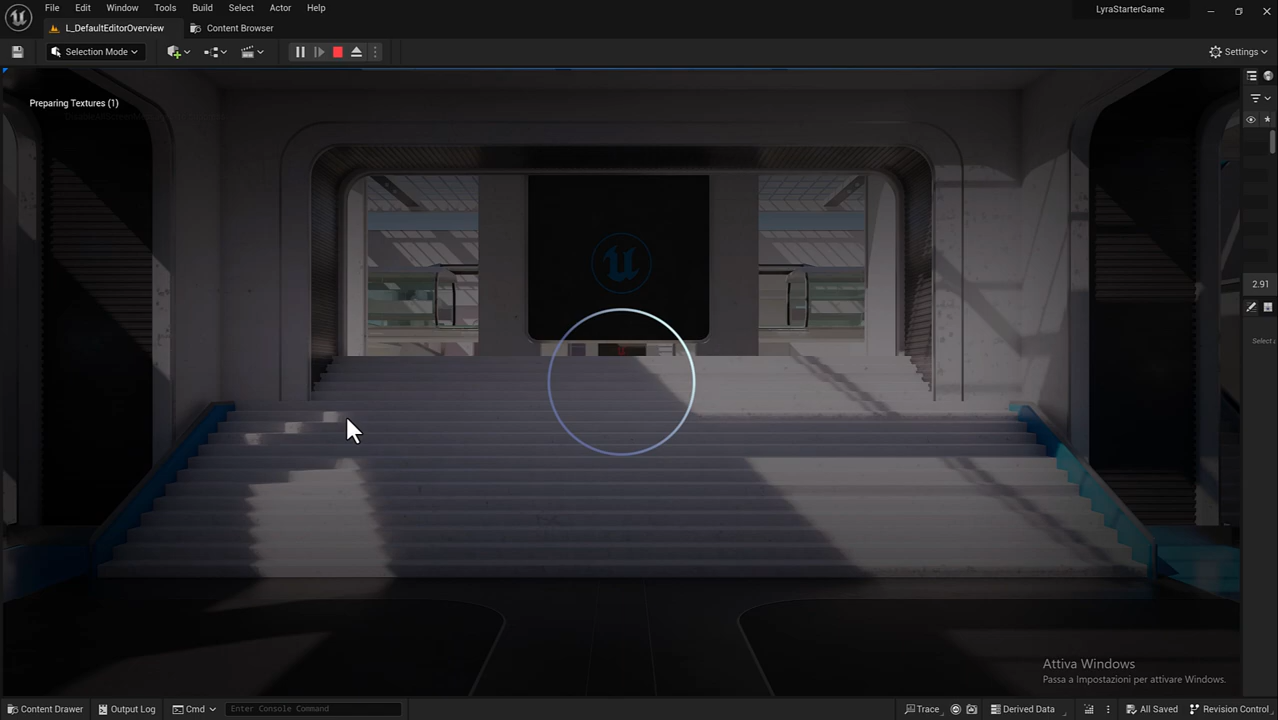 File Edit Window Tools Build Select Actor Help LyraStarterGame
L_DefaultEditorOverview Content Browser
Selection Mode Settings
Preparing Textures (1)
2.91
Select
Attiva Windows
Passa a Impostazioni per attivare Windows.
Content Drawer Output Log Cmd Enter Console Command Trace Derived Data All Saved Revision Control